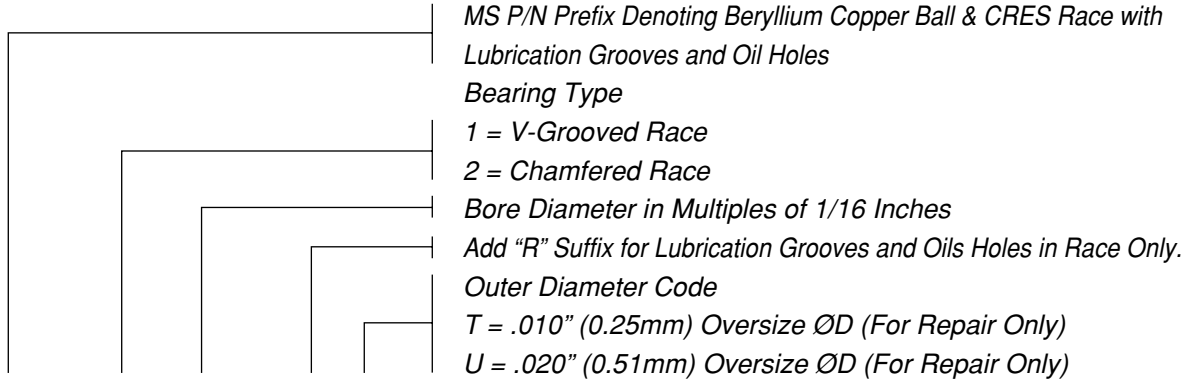 MS P/N Prefix Denoting Beryllium Copper Ball & CRES Race with
Lubrication Grooves and Oil Holes
Bearing Type
1 = V-Grooved Race
2 = Chamfered Race
Bore Diameter in Multiples of 1/16 Inches
Add “R” Suffix for Lubrication Grooves and Oils Holes in Race Only.
Outer Diameter Code
T = .010” (0.25mm) Oversize ØD (For Repair Only)
U = .020” (0.51mm) Oversize ØD (For Repair Only)